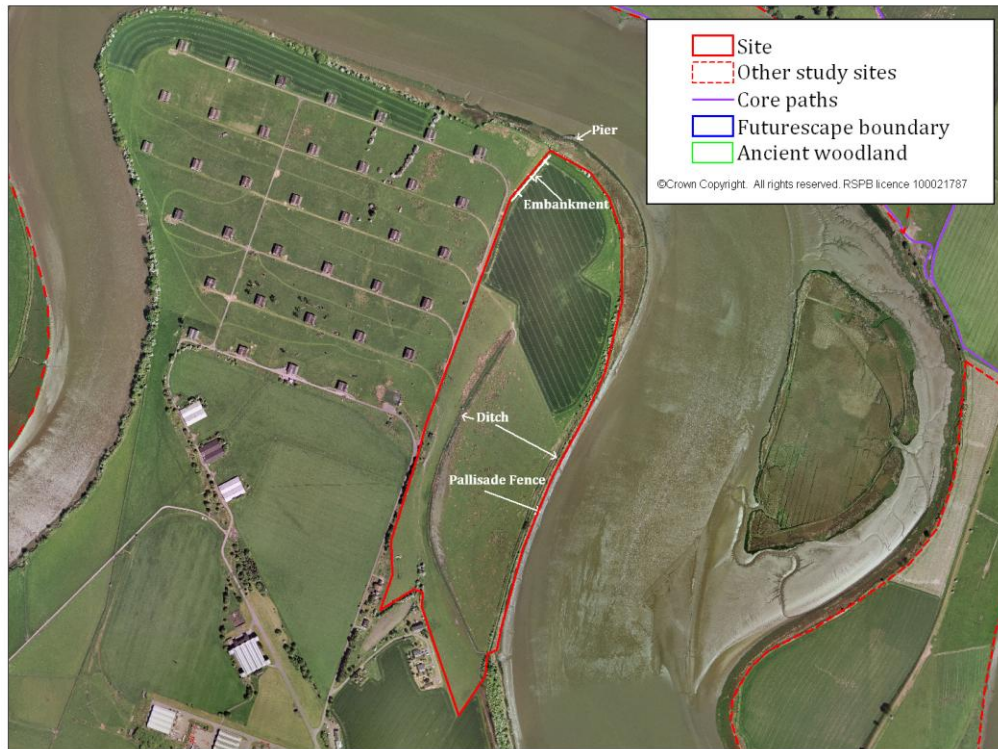 Site
Other study sites
Core paths
Futurescape boundary
Ancient woodland
©Crown Copyright. All rights reserved. RSPB licence 100021787
Pier
Embankment
Ditch
Pallisade Fence